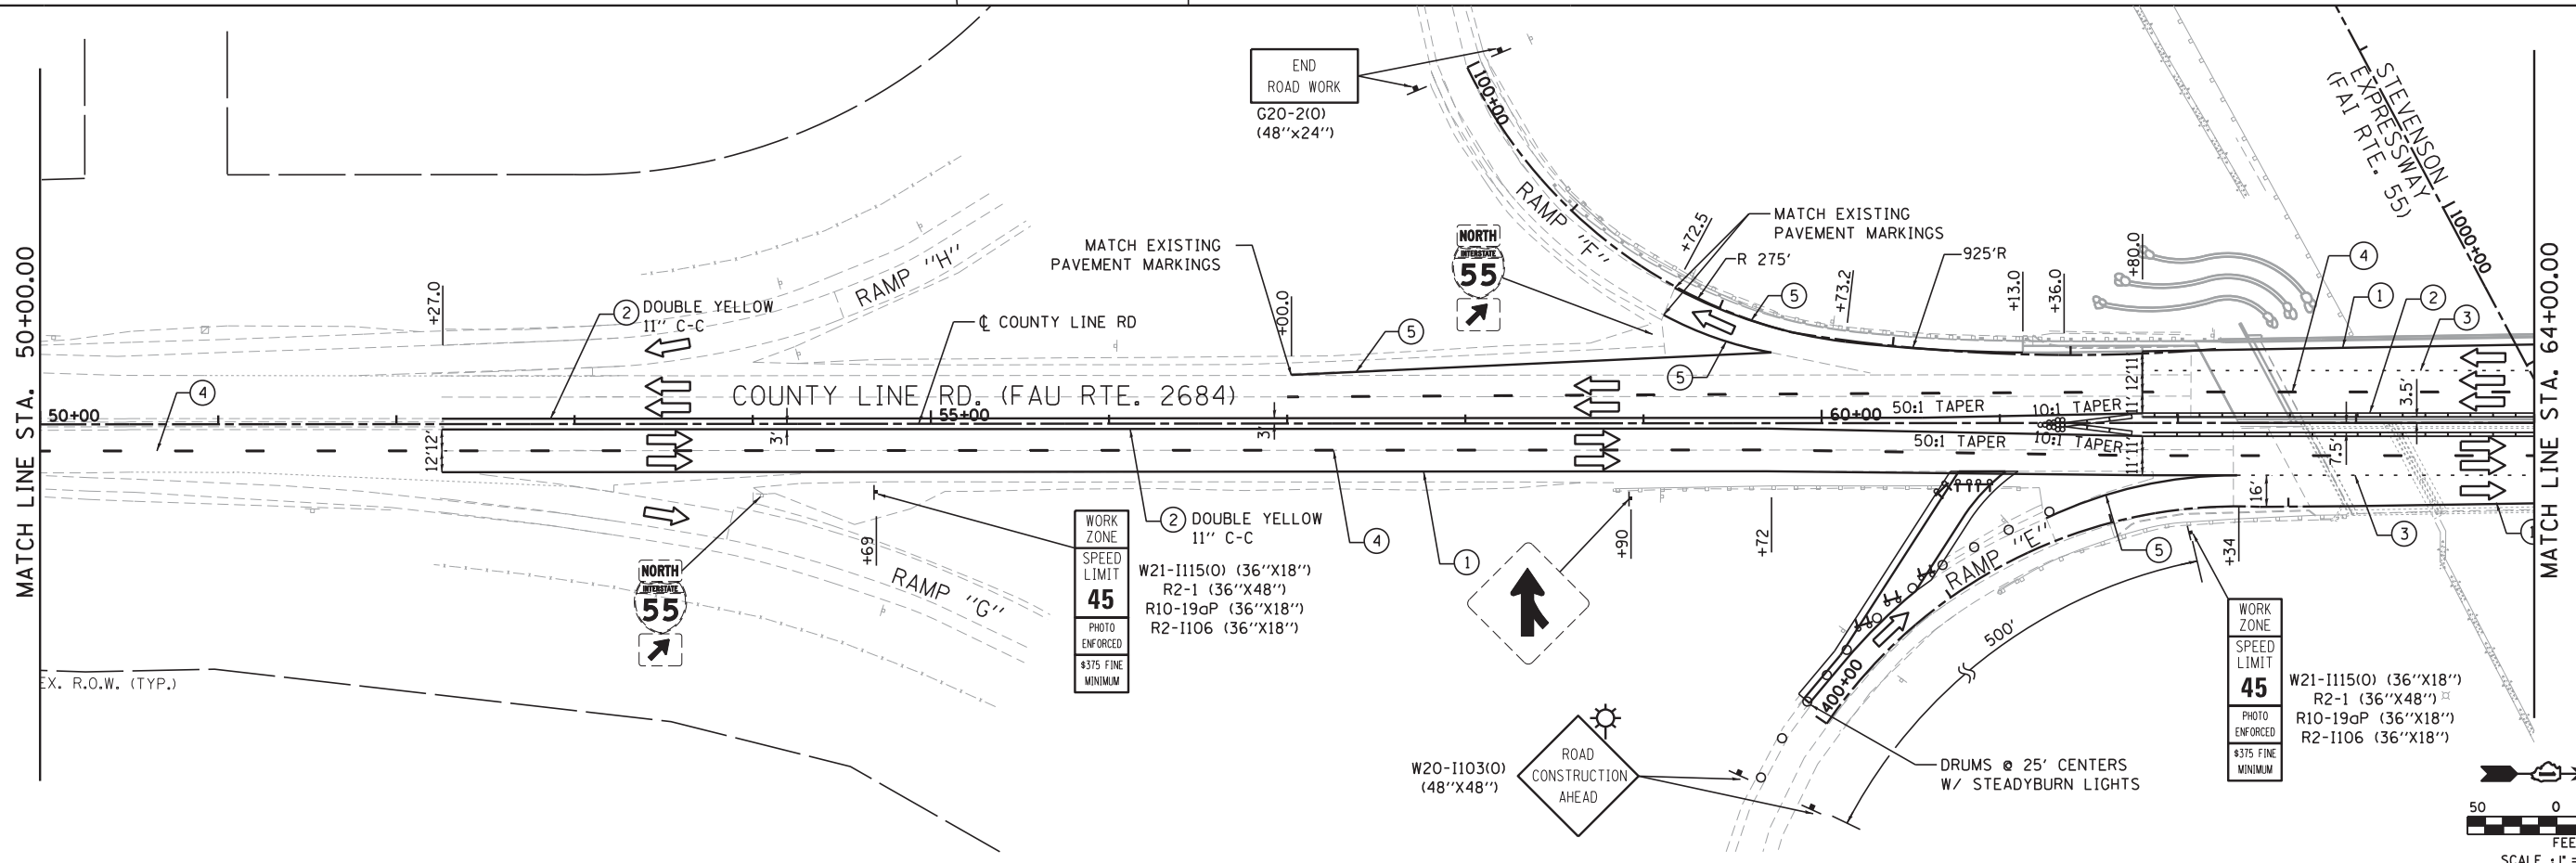 MATCH LINE STA. 50+00.00
END
ROAD WORK
G20-2(O)
(48''x24'')
100+00
RAMP "F"
STEVENSON
EXPRESSWAY
(FAI RTE. 55)
1000+00
MATCH LINE STA. 64+00.00
RAMP "H"
MATCH EXISTING
PAVEMENT MARKINGS
NORTH
INTERSTATE
55
+72.5
MATCH EXISTING
PAVEMENT MARKINGS
R 275'
925'R
+73.2
+13.0
+36.0
+80.0
4
1
2
3
+27.0
2 DOUBLE YELLOW
11'' C-C
℄ COUNTY LINE RD
+00.0
5
5
5
4
50+00
COUNTY LINE RD. (FAU RTE. 2684)
55+00
60+00
50:1 TAPER
10:1 TAPER
50:1 TAPER
10:1 TAPER
12' 12'
3'
3'
11' 12' 11'
11' 11'
3.5'
7.5'
16'
+69
2 DOUBLE YELLOW
11'' C-C
4
1
+90
+72
RAMP "E"
5
+34
3
1
RAMP "G"
NORTH
INTERSTATE
55
WORK
ZONE
SPEED
LIMIT
45
PHOTO
ENFORCED
$375 FINE
MINIMUM
W21-I115(O) (36''X18'')
R2-1 (36''X48'')
R10-19aP (36''X18'')
R2-I106 (36''X18'')
EX. R.O.W. (TYP.)
400+00
500'
WORK
ZONE
SPEED
LIMIT
45
PHOTO
ENFORCED
$375 FINE
MINIMUM
W21-I115(O) (36''X18'')
R2-1 (36''X48'')
R10-19aP (36''X18'')
R2-I106 (36''X18'')
W20-I103(O)
(48''X48'')
ROAD
CONSTRUCTION
AHEAD
DRUMS @ 25' CENTERS
W/ STEADYBURN LIGHTS
50 0